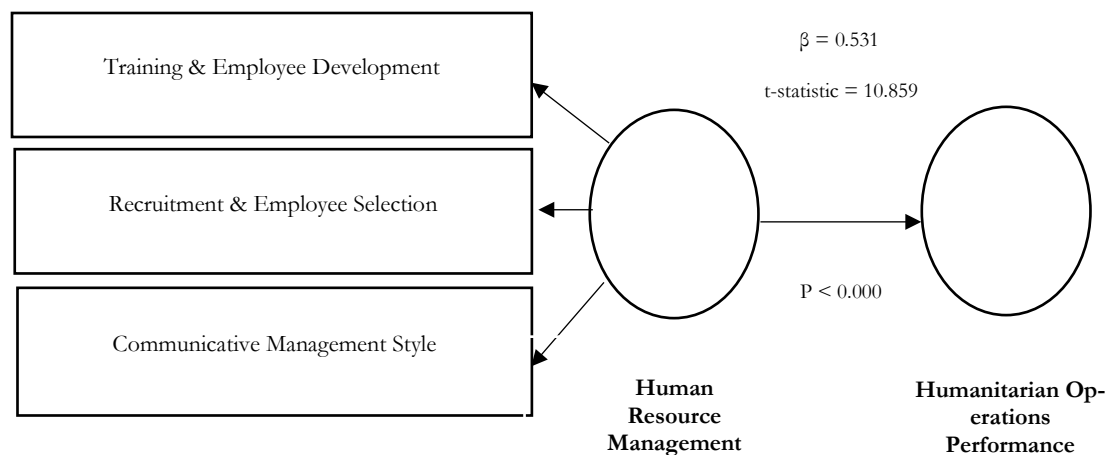 Training & Employee Development
Recruitment & Employee Selection
Communicative Management Style
β = 0.531
t-statistic = 10.859
P < 0.000
Human
Resource
Management
Humanitarian Op-
erations
Performance